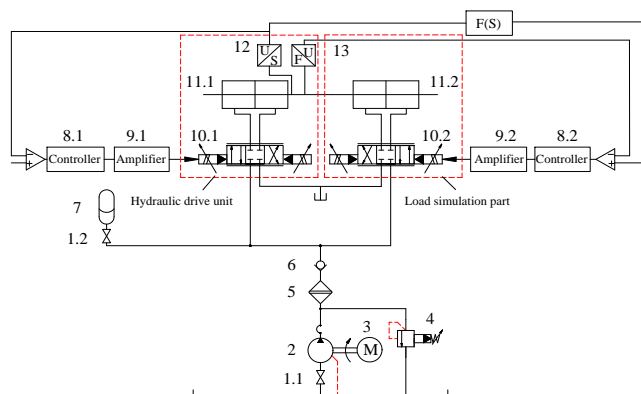 F(S)
12
U
S
F
U
13
11.1
11.2
8.1
9.1
10.1
10.2
9.2
8.2
Controller
Amplifier
Amplifier
Controller
7
Hydraulic drive unit
Load simulation part
1.2
6
5
4
3
2
M
1.1